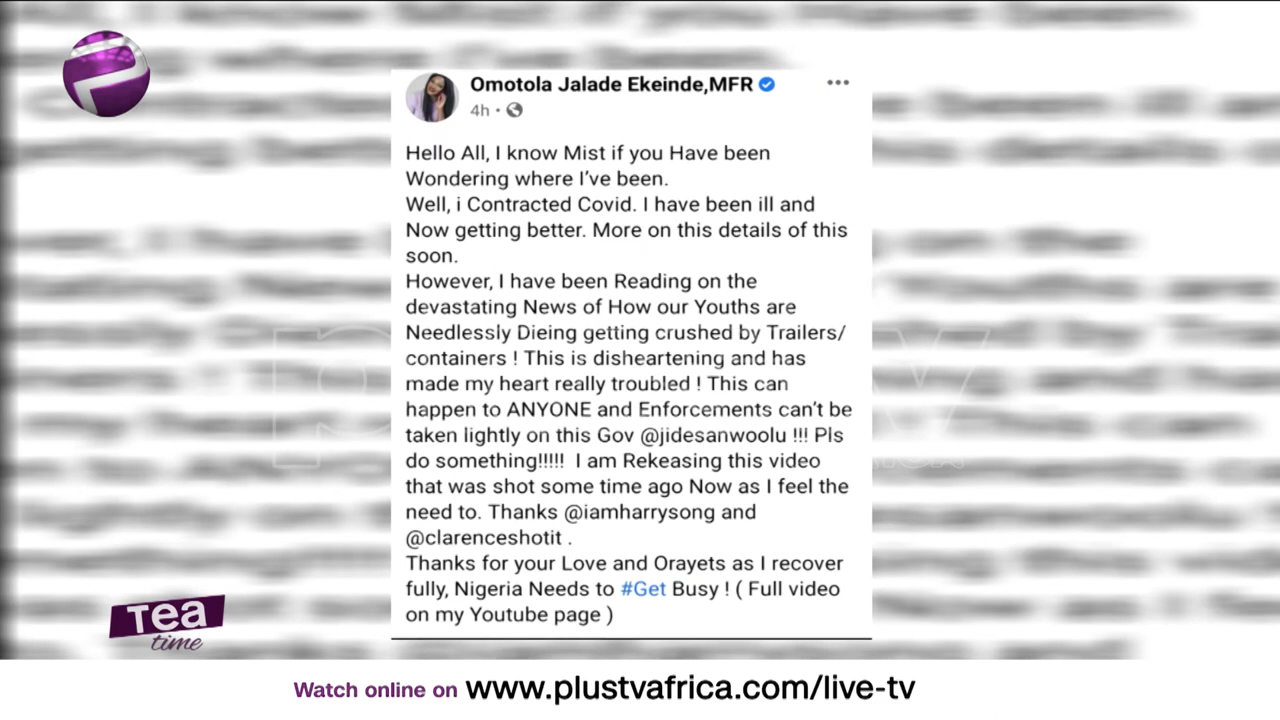 Omotola Jalade Ekeinde,MFR
4h
Hello All, I know Mist if you Have been
Wondering where I've been.
Well, i Contracted Covid. I have been ill and
Now getting better. More on this details of this
soon.
However, I have been Reading on the
devastating News of How our Youths are
Needlessly Dieing getting crushed by Trailers/
containers ! This is disheartening and has
made my heart really troubled ! This can
happen to ANYONE and Enforcements can't be
taken lightly on this Gov @jidesanwoolu !!! Pls
do something!!!!! I am Rekeasing this video
that was shot some time ago Now as I feel the
need to. Thanks @iamharrysong and
@clarenceshotit .
Thanks for your Love and Orayets as I recover
fully, Nigeria Needs to #Get Busy ! ( Full video
on my Youtube page )
Tea
time
Watch online on www.plustvafrica.com/live-tv